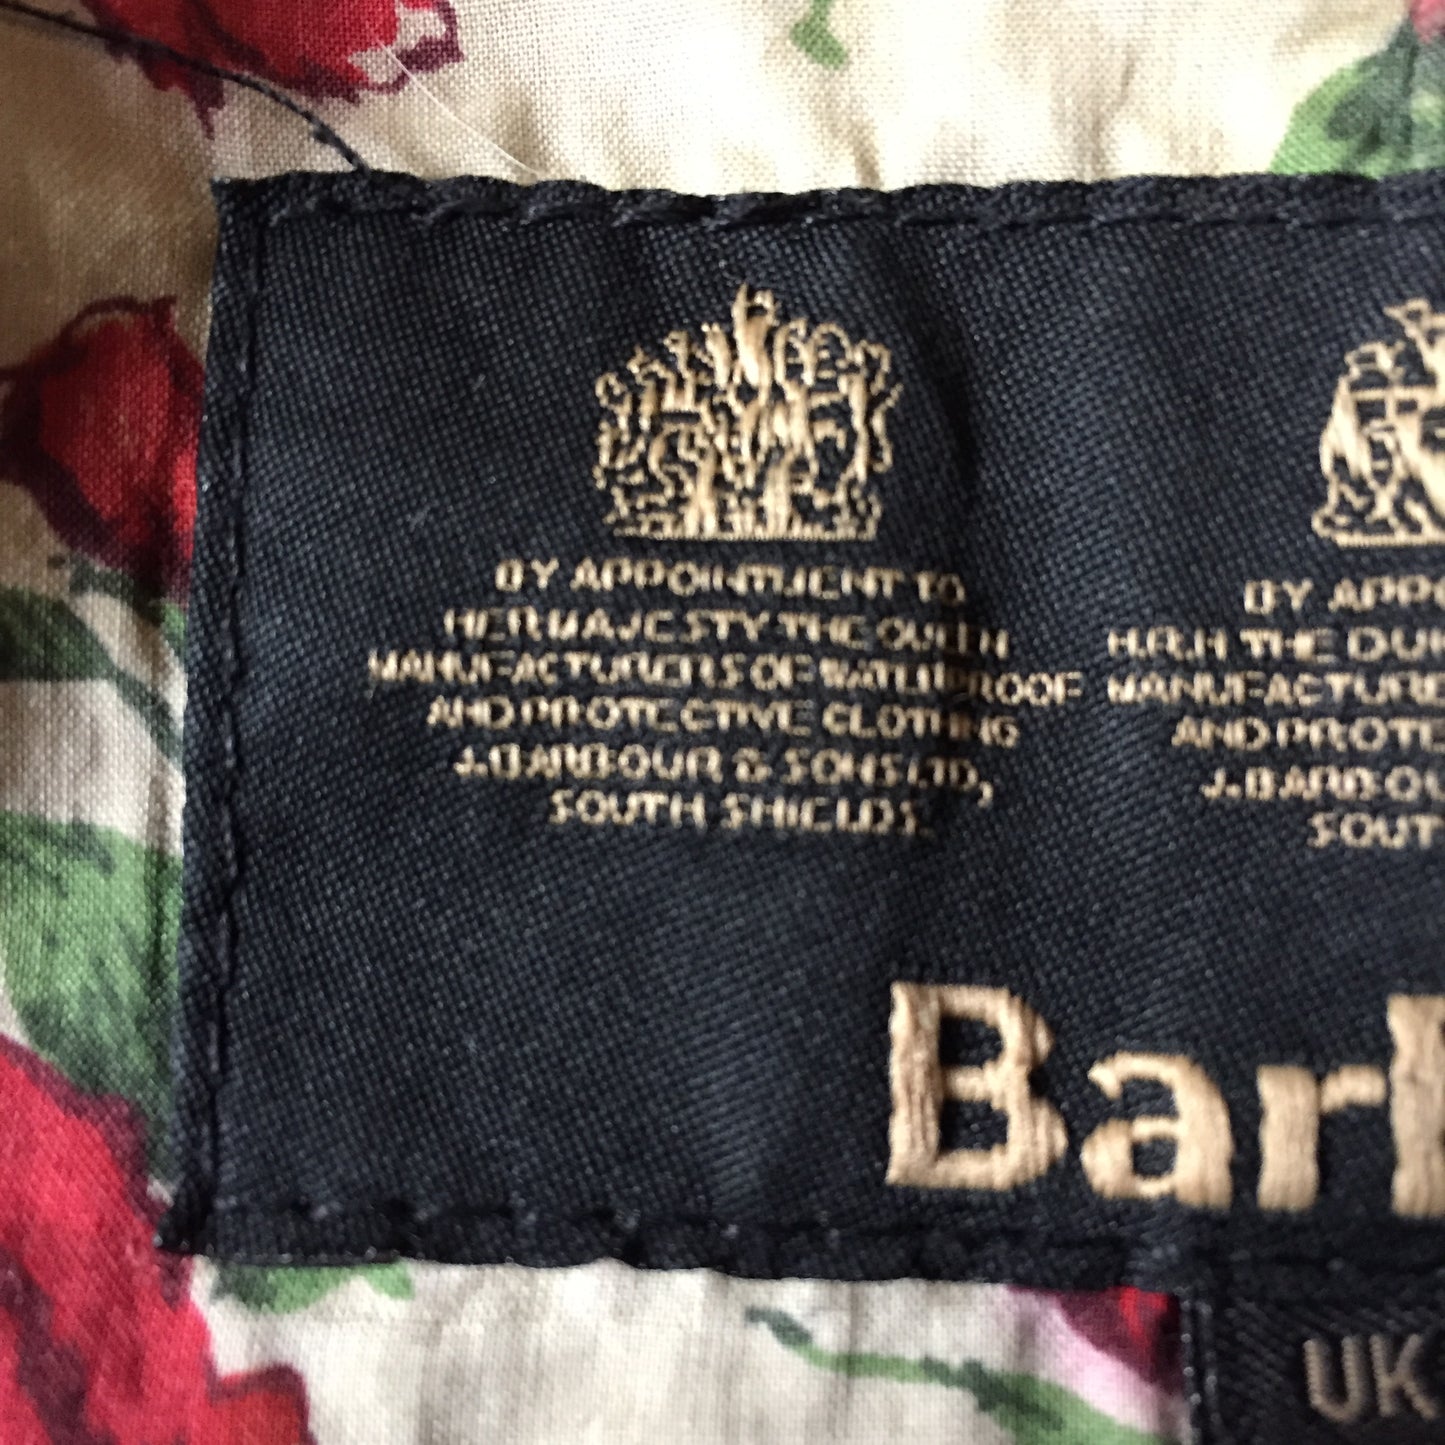 BY APPOINTMENT TO
HER MAJESTY THE QUEEN
MANUFACTURERS OF WATERPROOF
AND PROTECTIVE CLOTHING
J.BARBOUR & SONS LTD,
SOUTH SHIELDS.
BY APPO
H.R.H THE DU
MANUFACTURE
AND PROTE
J.BARBOU
SOUT
Barb
UK